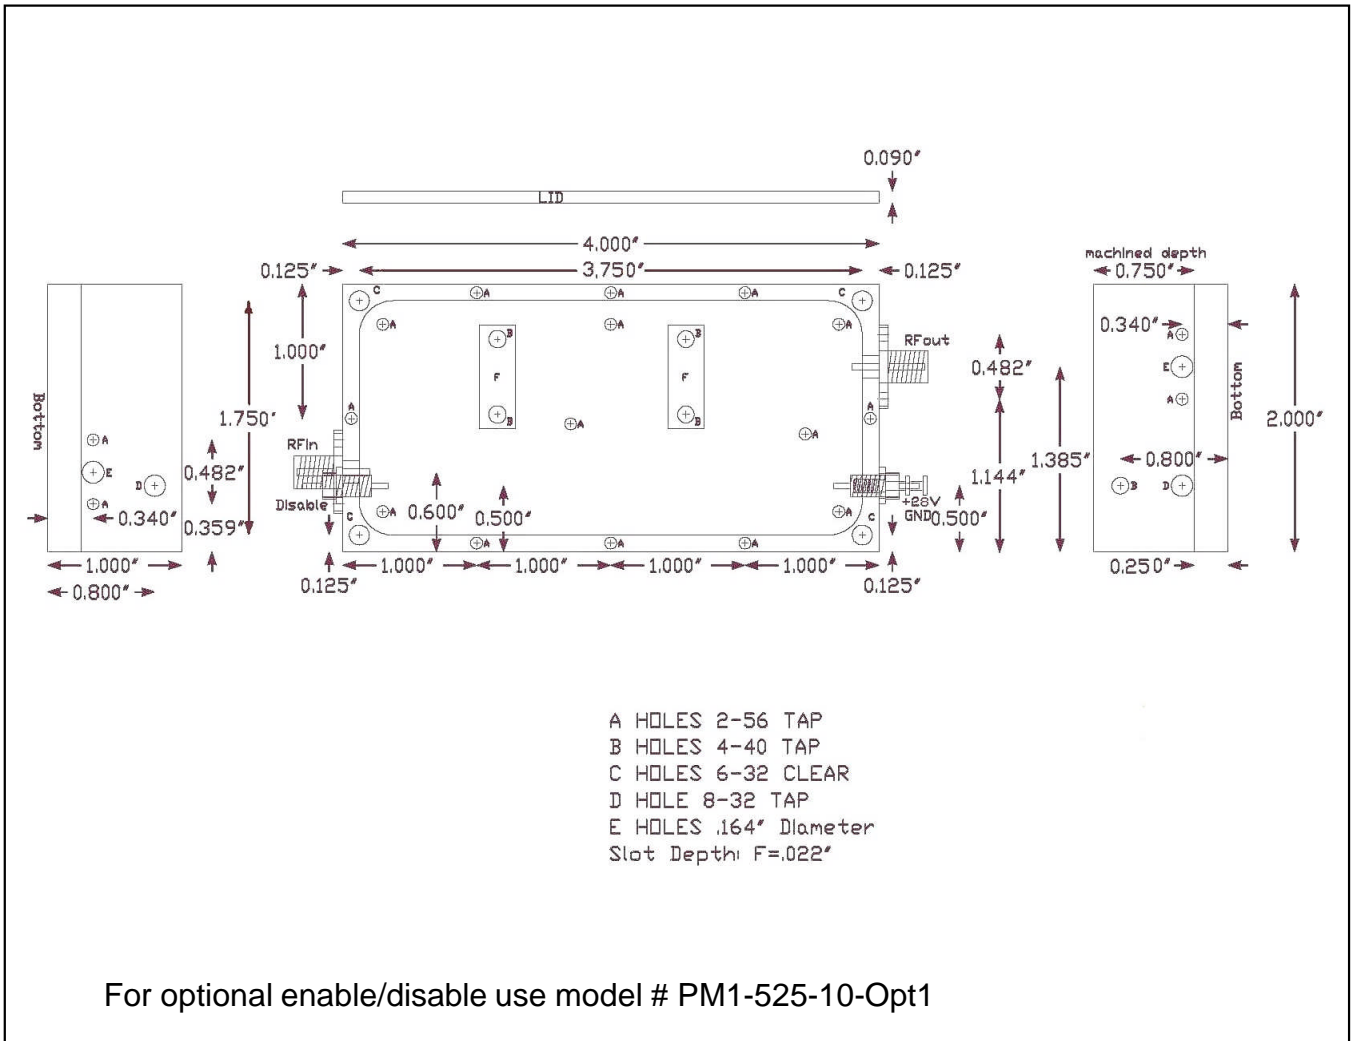 0.090"
LID
4.000"
0.125" 3.750" 0.125"
machined depth
0.750"
C A A A C
A A A
0.340" A
B B RFout
1.000" 0.482"
E
F F
Bottom Bottom
A
1.750' A B B A 2.000"
A A
RFin
A
E 0.482" 1.385" 0.800"
D 1.144" B D
Disable +28V
A 0.600" 0.500" GND 0.500"
0.340" C A A C
0.359"
A A A
1.000" 1.000" 1.000" 1.000" 1.000" 0.250"
0.800" 0.125" 0.125"
A HOLES 2-56 TAP
B HOLES 4-40 TAP
C HOLES 6-32 CLEAR
D HOLE 8-32 TAP
E HOLES .164" Diameter
Slot Depth: F=.022"
For optional enable/disable use model # PM1-525-10-Opt1